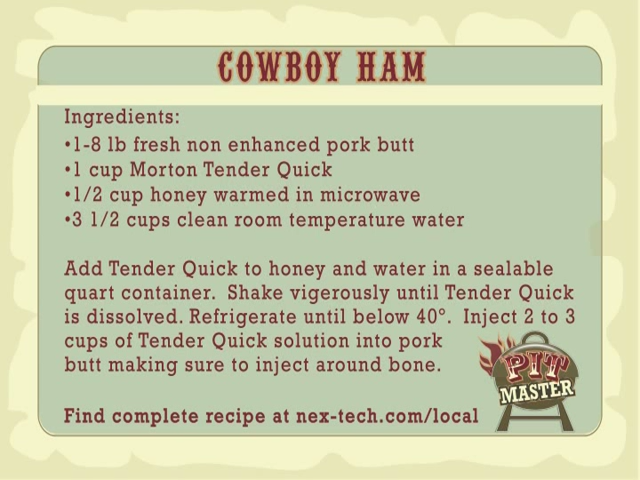 COWBOY HAM
Ingredients:
•1-8 lb fresh non enhanced pork butt
•1 cup Morton Tender Quick
•1/2 cup honey warmed in microwave
•3 1/2 cups clean room temperature water
Add Tender Quick to honey and water in a sealable
quart container.  Shake vigerously until Tender Quick
is dissolved. Refrigerate until below 40°.  Inject 2 to 3
cups of Tender Quick solution into pork
butt making sure to inject around bone.
Find complete recipe at nex-tech.com/local
PIT
MASTER